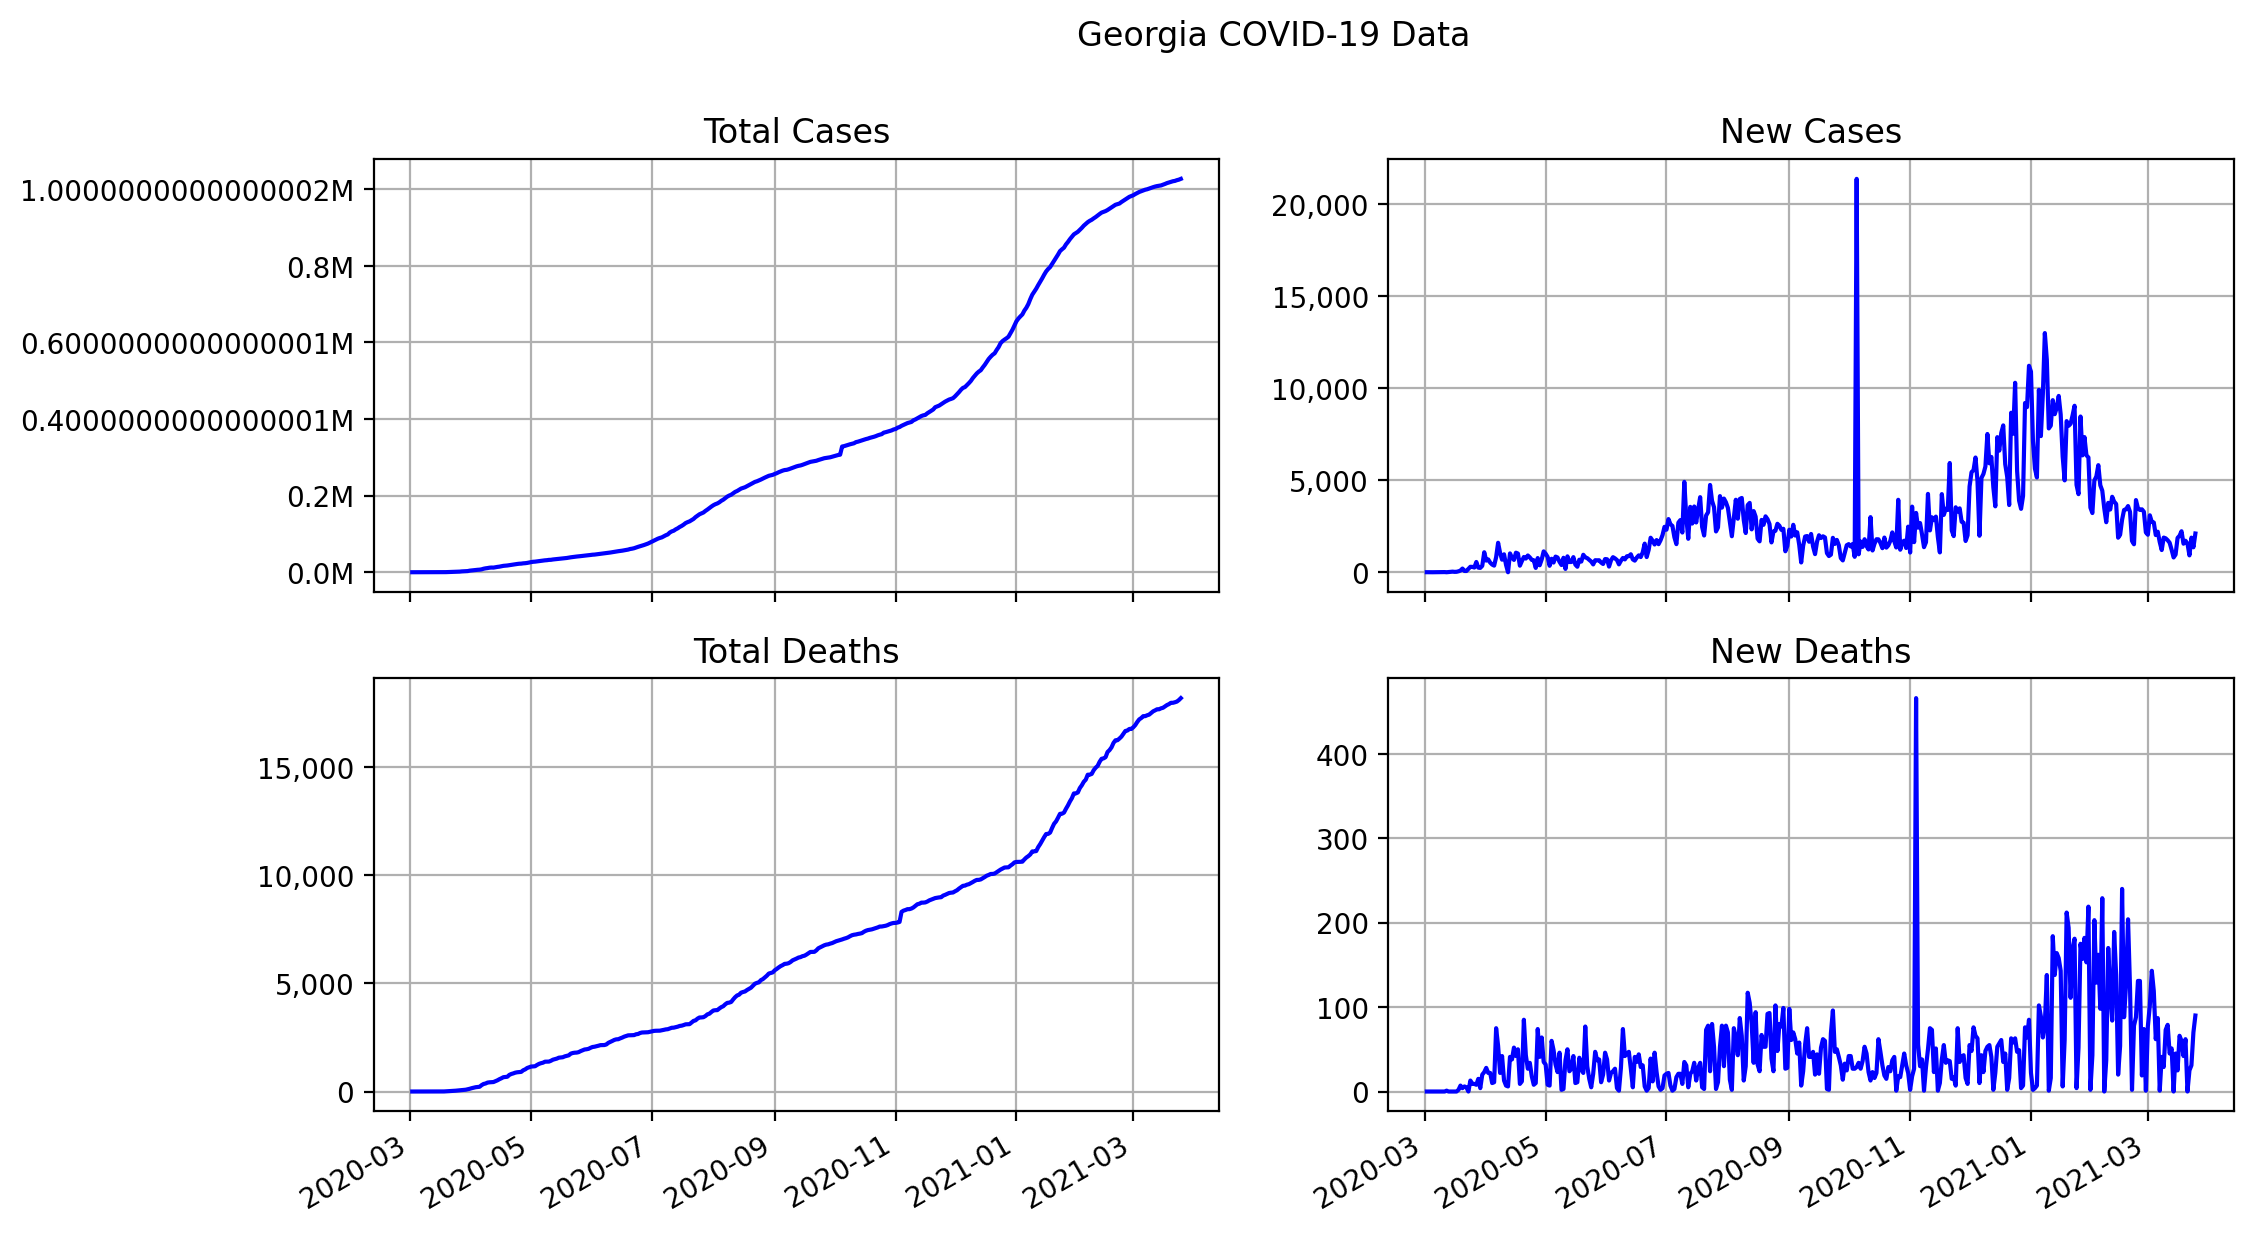 Georgia COVID-19 Data
Total Cases
1.0000000000000002M
0.8M
0.6000000000000001M
0.4000000000000001M
0.2M
0.0M
New Cases
20,000
15,000
10,000
5,000
0
Total Deaths
15,000
10,000
5,000
0
2020-03
2020-05
2020-07
2020-09
2020-11
2021-01
2021-03
New Deaths
400
300
200
100
0
2020-03
2020-05
2020-07
2020-09
2020-11
2021-01
2021-03